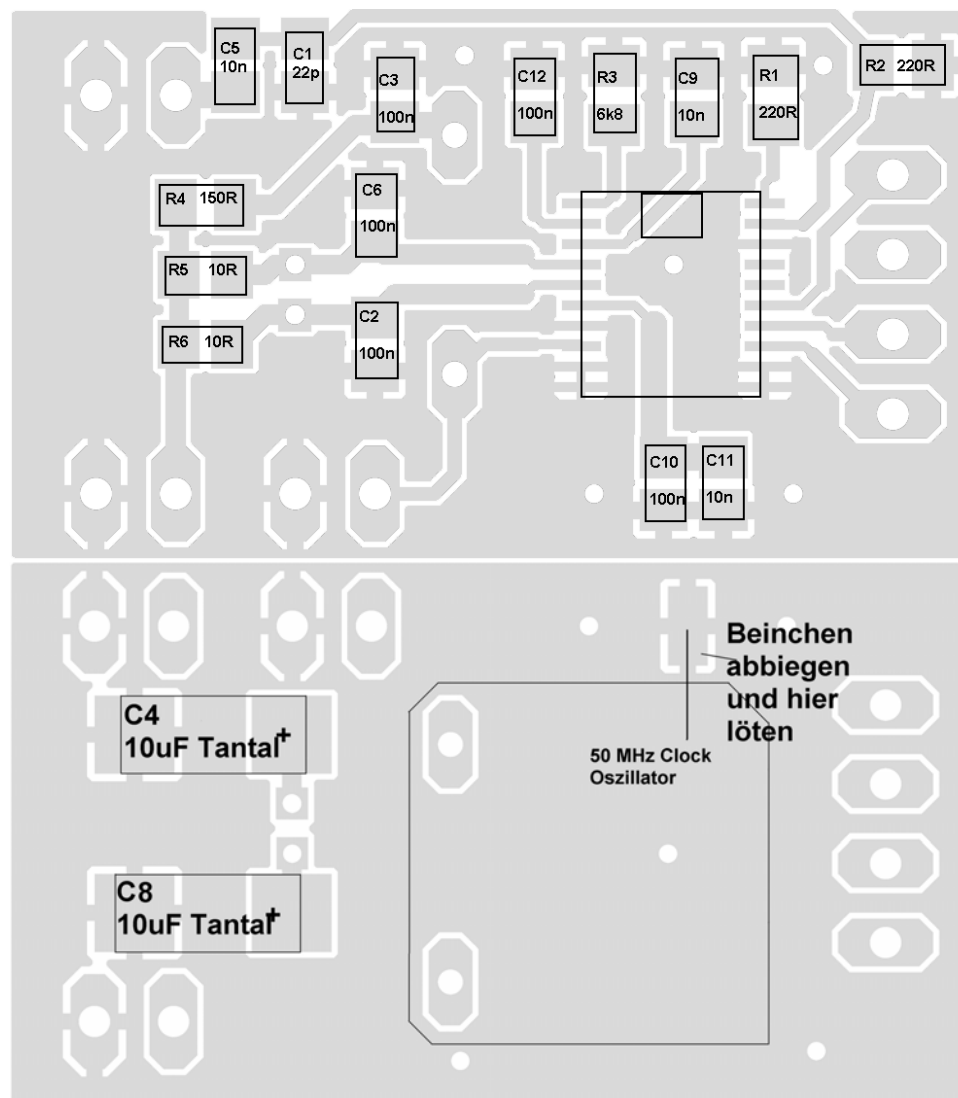 C5
10n
C1
22p
C3
100n
C12
100n
R3
6k8
C9
10n
R1
220R
R2 220R
R4 150R
C6
100n
R5 10R
C2
100n
R6 10R
C10
100n
C11
10n
Beinchen
abbiegen
und hier
löten
C4
10uF Tantal+
50 MHz Clock
Oszillator
C8
10uF Tantal+